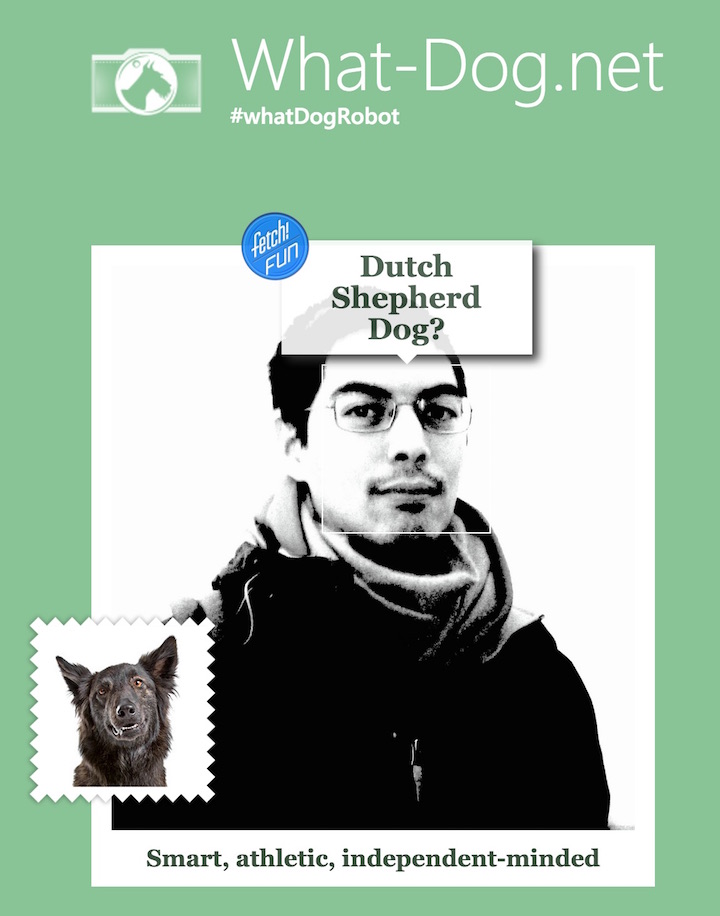 What-Dog.net
#whatDogRobot
fetch!
FUN
Dutch
Shepherd
Dog?
Smart, athletic, independent-minded